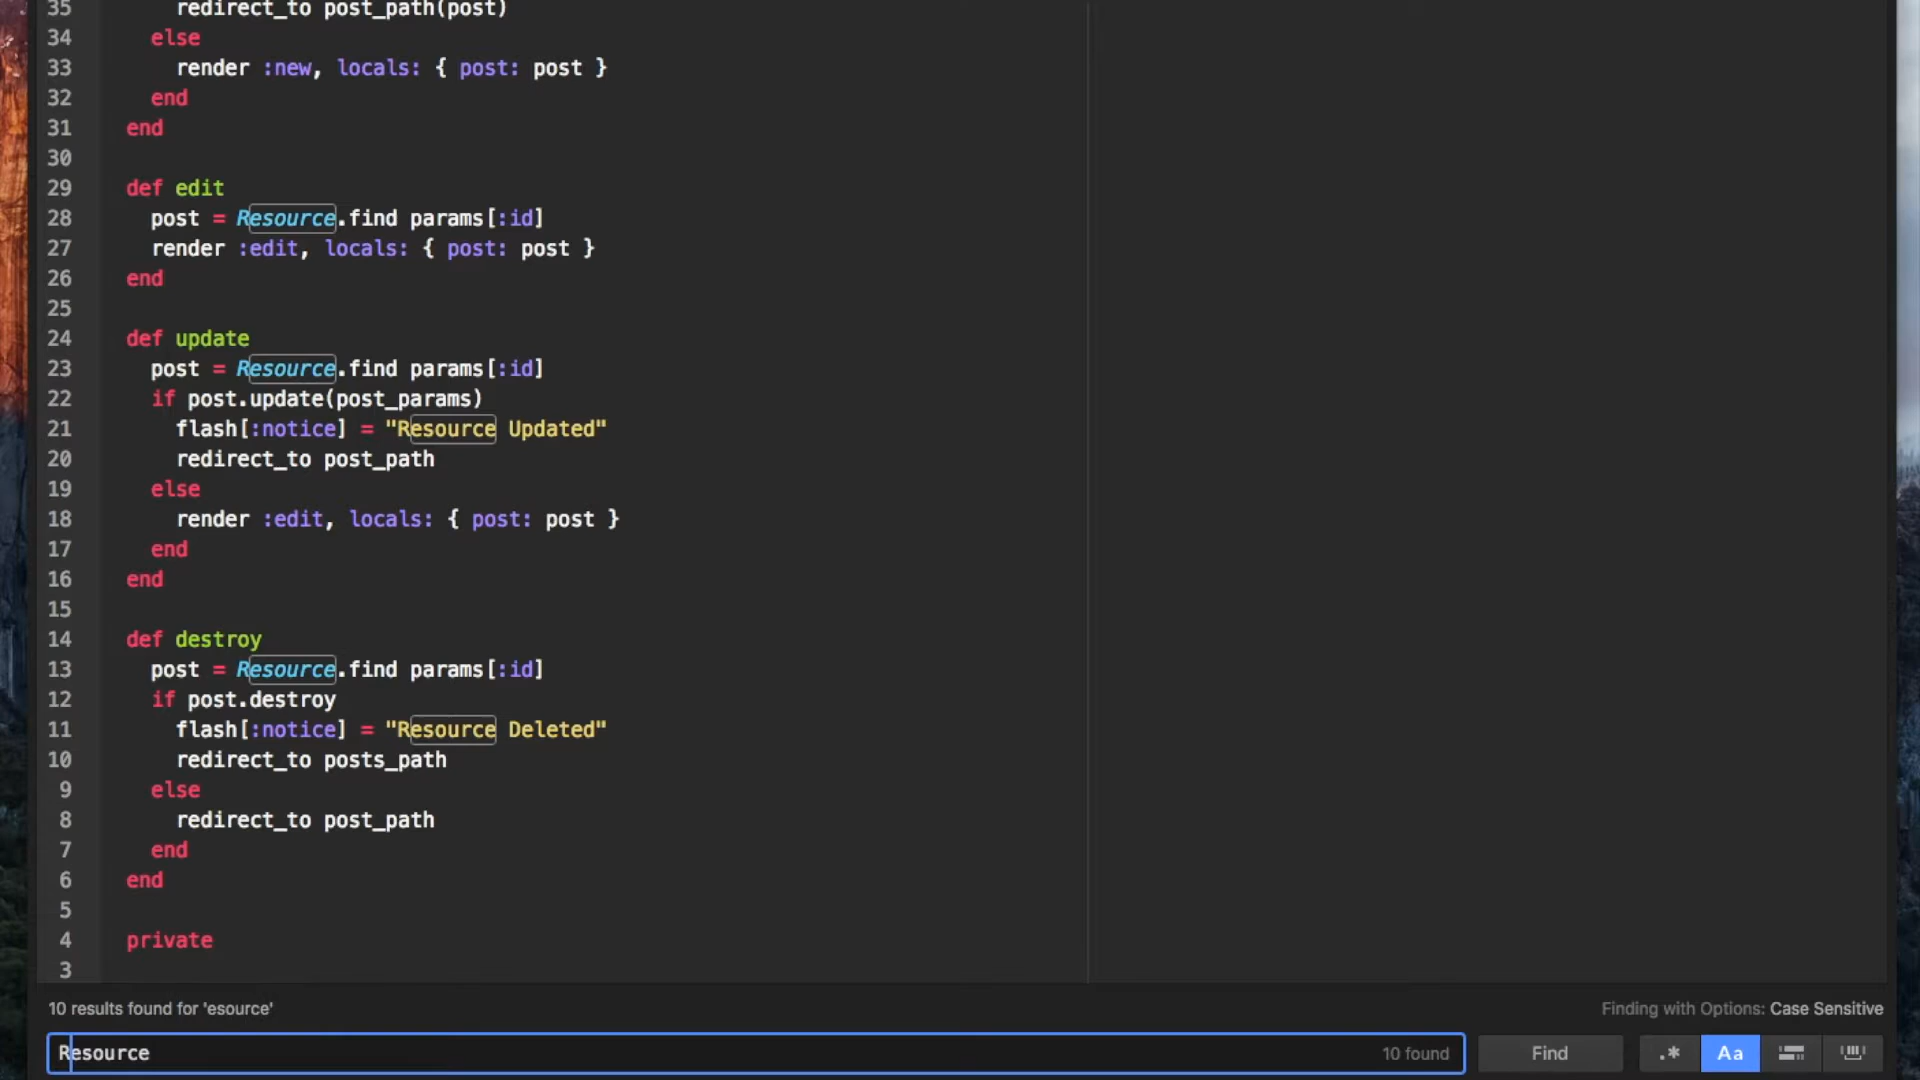 35 redirect_to post_path(post)
34 else
33 render :new, locals: { post: post }
32 end
31 end
30
29 def edit
28 post = Resource.find params[:id]
27 render :edit, locals: { post: post }
26 end
25
24 def update
23 post = Resource.find params[:id]
22 if post.update(post_params)
21 flash[:notice] = "Resource Updated"
20 redirect_to post_path
19 else
18 render :edit, locals: { post: post }
17 end
16 end
15
14 def destroy
13 post = Resource.find params[:id]
12 if post.destroy
11 flash[:notice] = "Resource Deleted"
10 redirect_to posts_path
9 else
8 redirect_to post_path
7 end
6 end
5
4 private
3
10 results found for 'esource' Finding with Options: Case Sensitive
Resource 10 found Find .* Aa